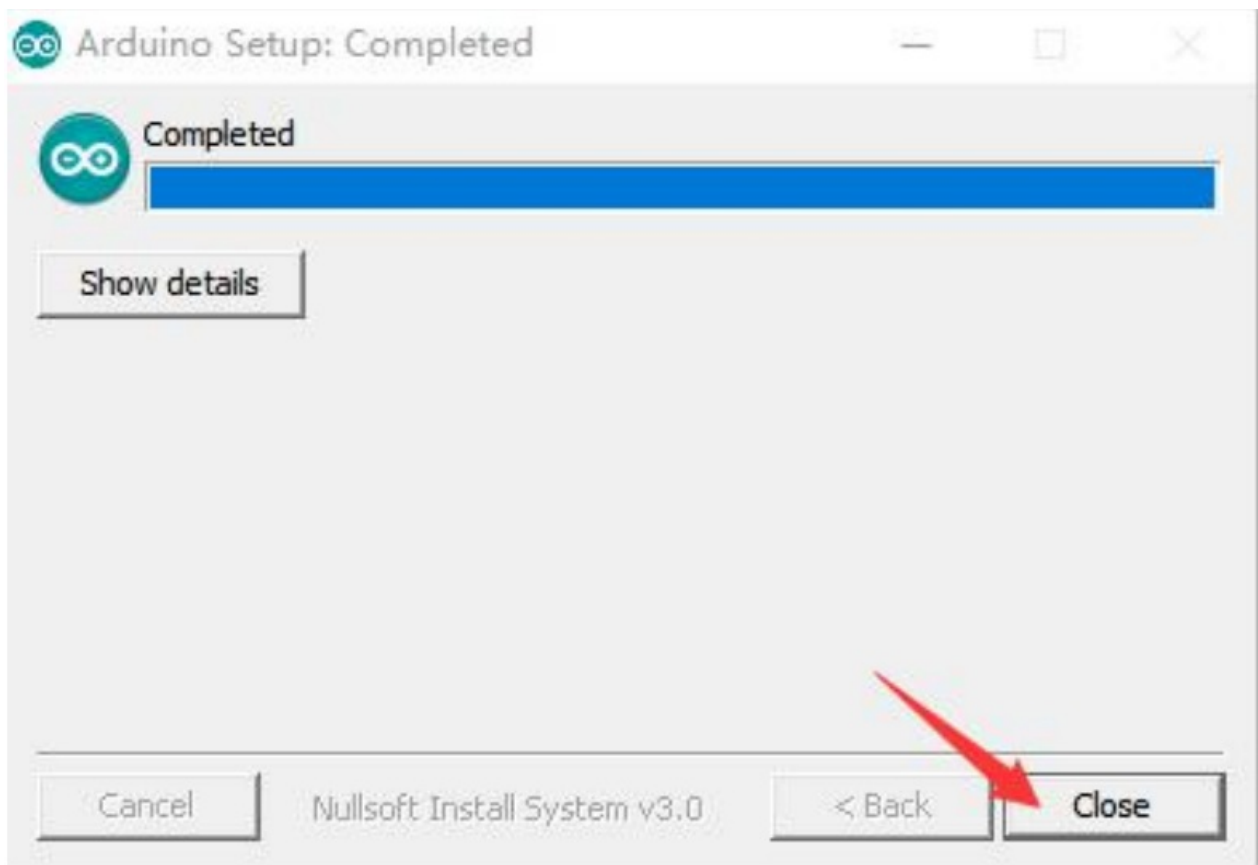 Arduino Setup: Completed
Completed
Show details
Cancel
Nullsoft Install System v3.0
< Back
Close